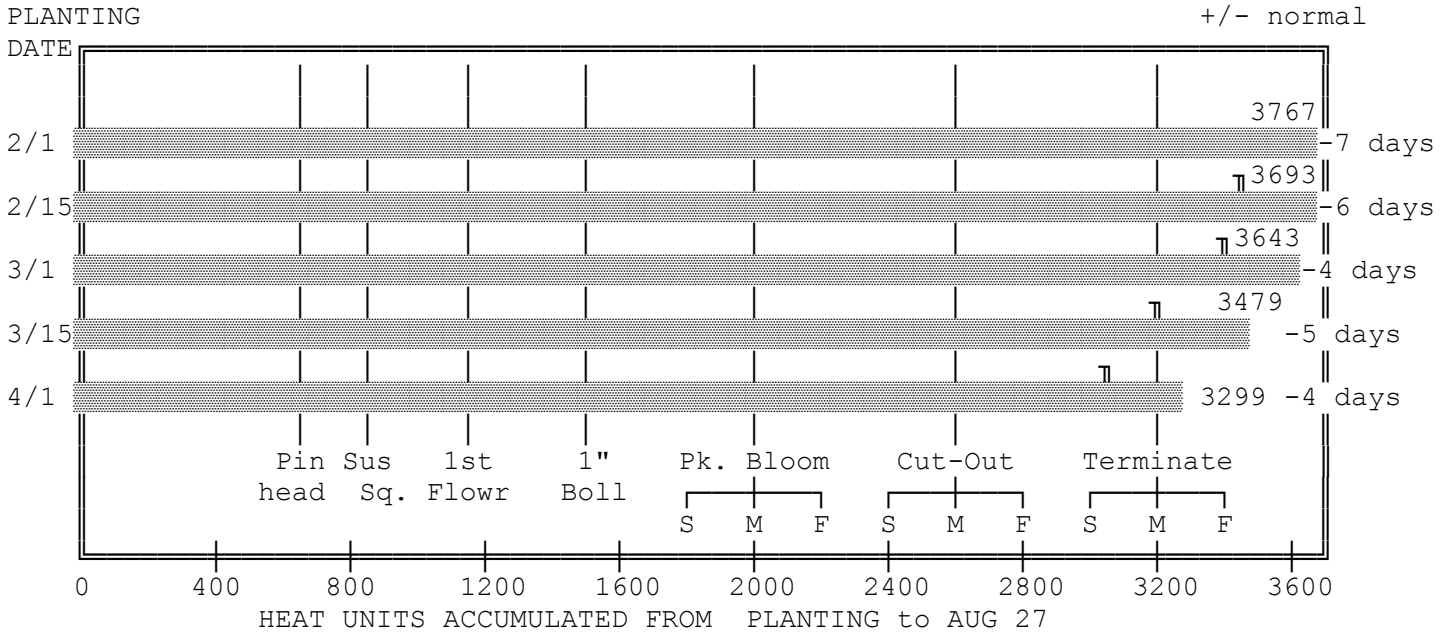 PLANTING +/- normal
DATE
3767
2/1 -7 days
3693
2/15 -6 days
3643
3/1 -4 days
3479
3/15 -5 days
4/1 3299 -4 days
Pin Sus 1st 1" Pk. Bloom Cut-Out Terminate
head Sq. Flowr Boll
S M F S M F S M F
0 400 800 1200 1600 2000 2400 2800 3200 3600
HEAT UNITS ACCUMULATED FROM PLANTING to AUG 27